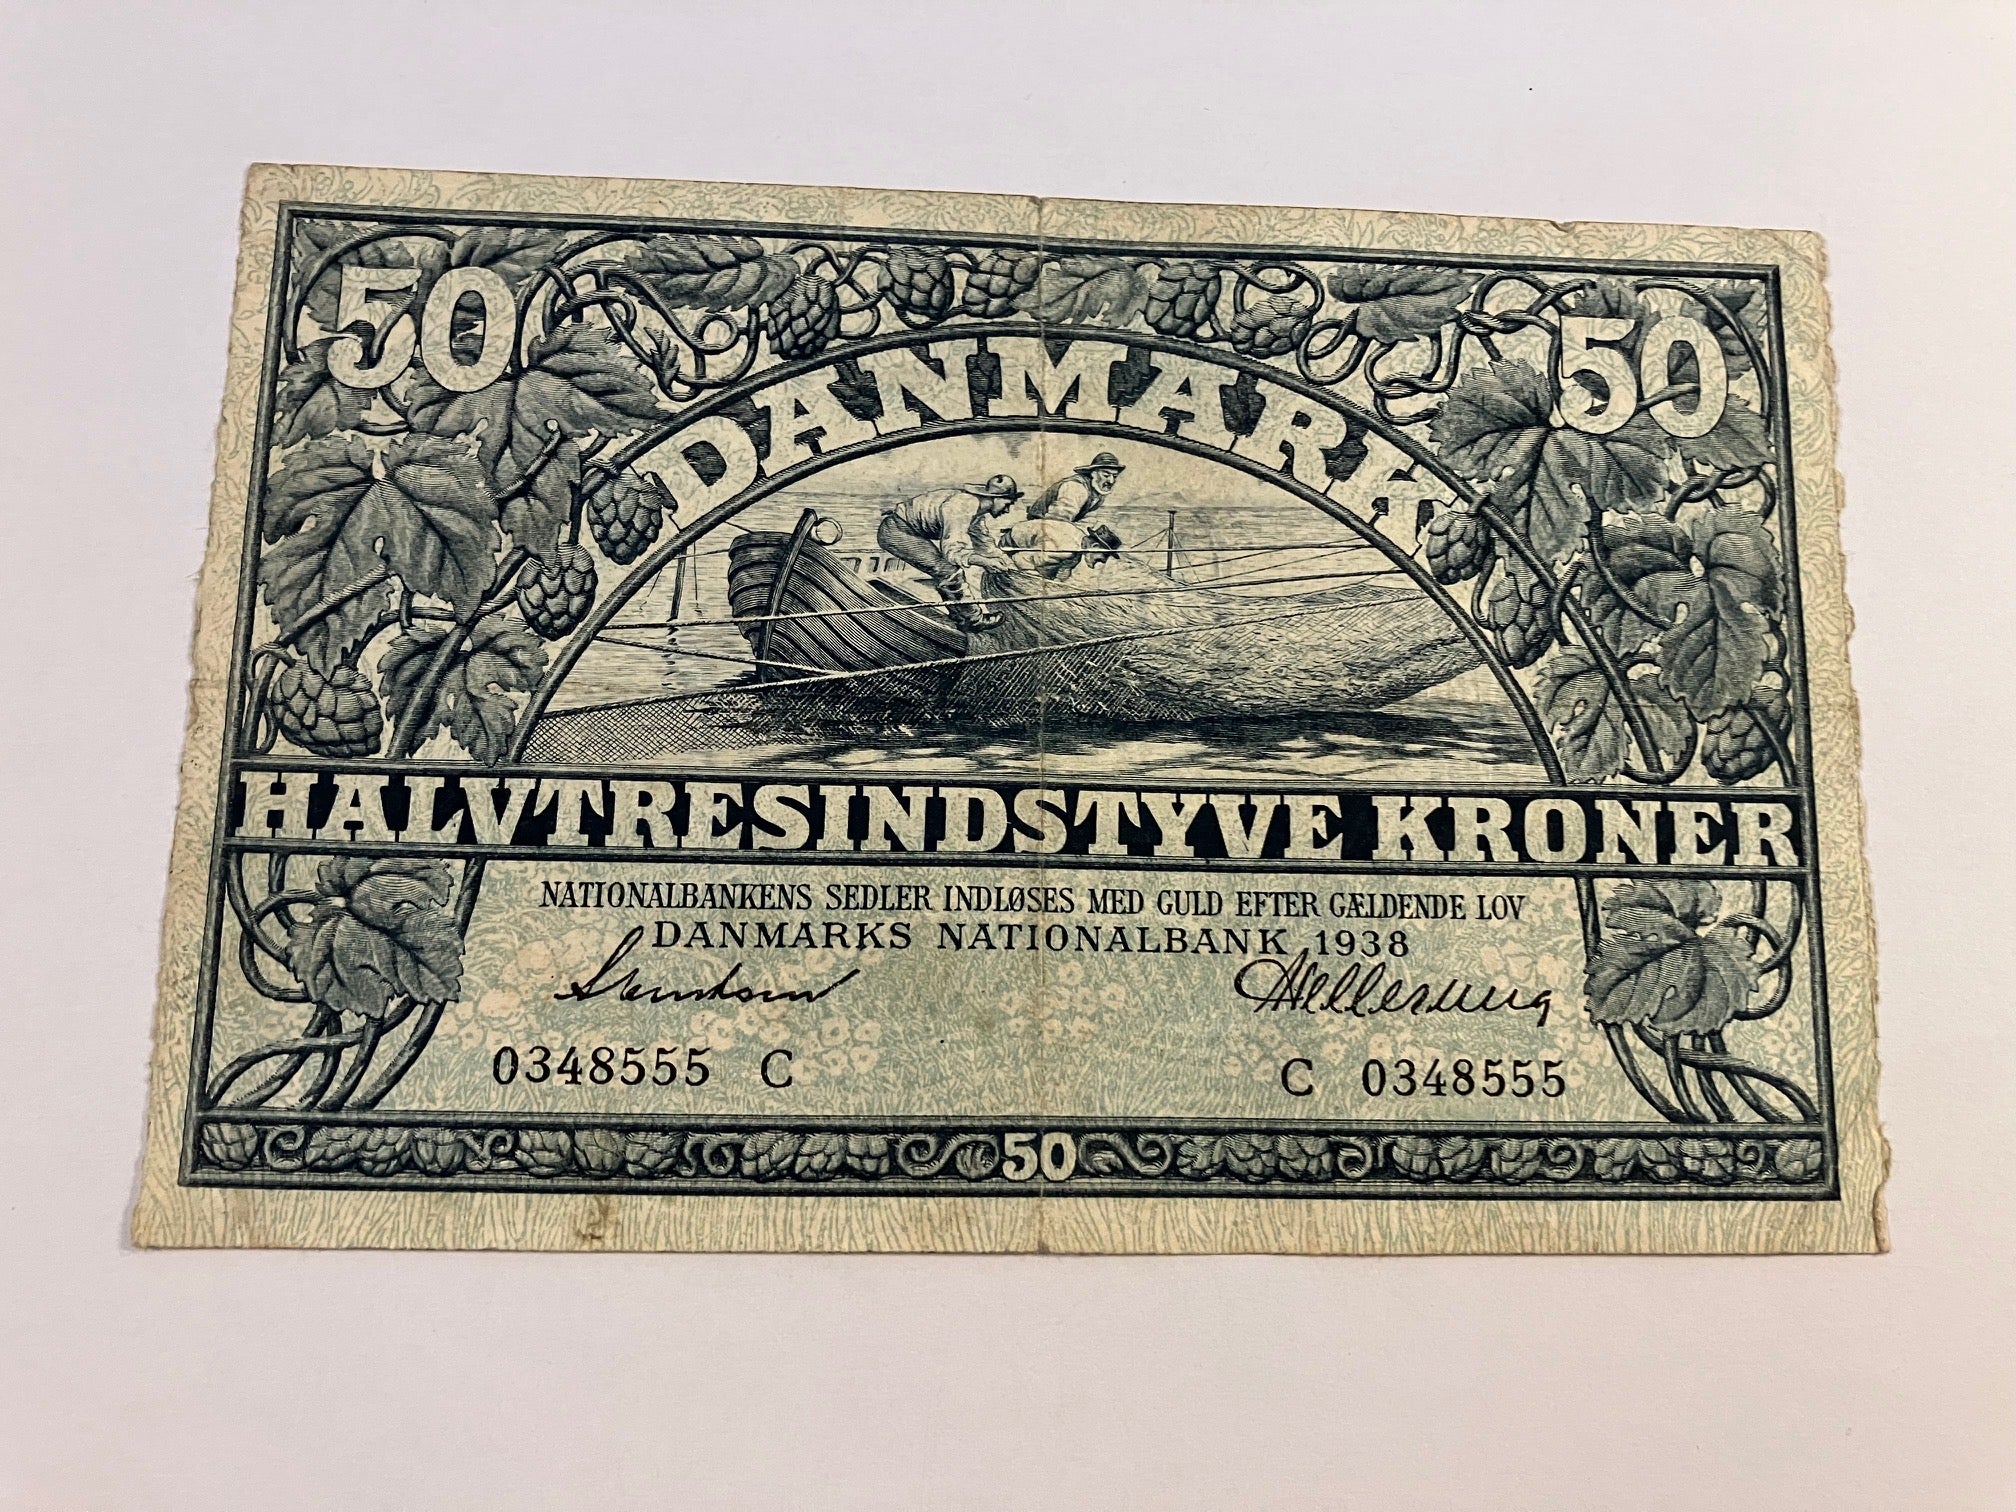 50 50
DANMARK
HALVTRESINDSTYVE KRONER
NATIONALBANKENS SEDLER INDLØSES MED GULD EFTER GÆLDENDE LOV
DANMARKS NATIONALBANK 1938
Svendsen
0348555 C C 0348555
50